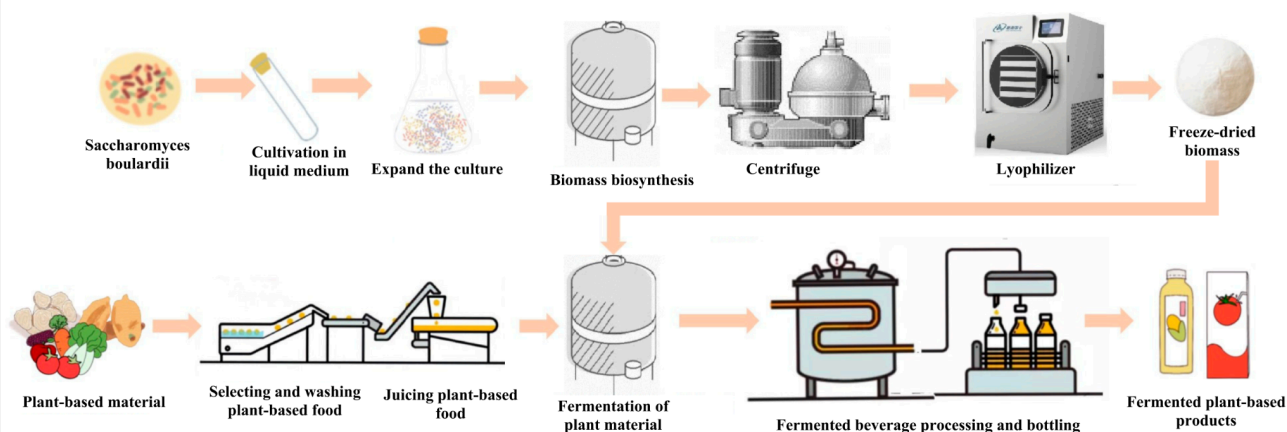 Saccharomyces
boulardii
Cultivation in
liquid medium
Expand the culture
Biomass biosynthesis
Centrifuge
Lyophilizer
Freeze-dried
biomass
Plant-based material
Selecting and washing
plant-based food
Juicing plant-based
food
Fermentation of
plant material
Fermented beverage processing and bottling
Fermented plant-based
products